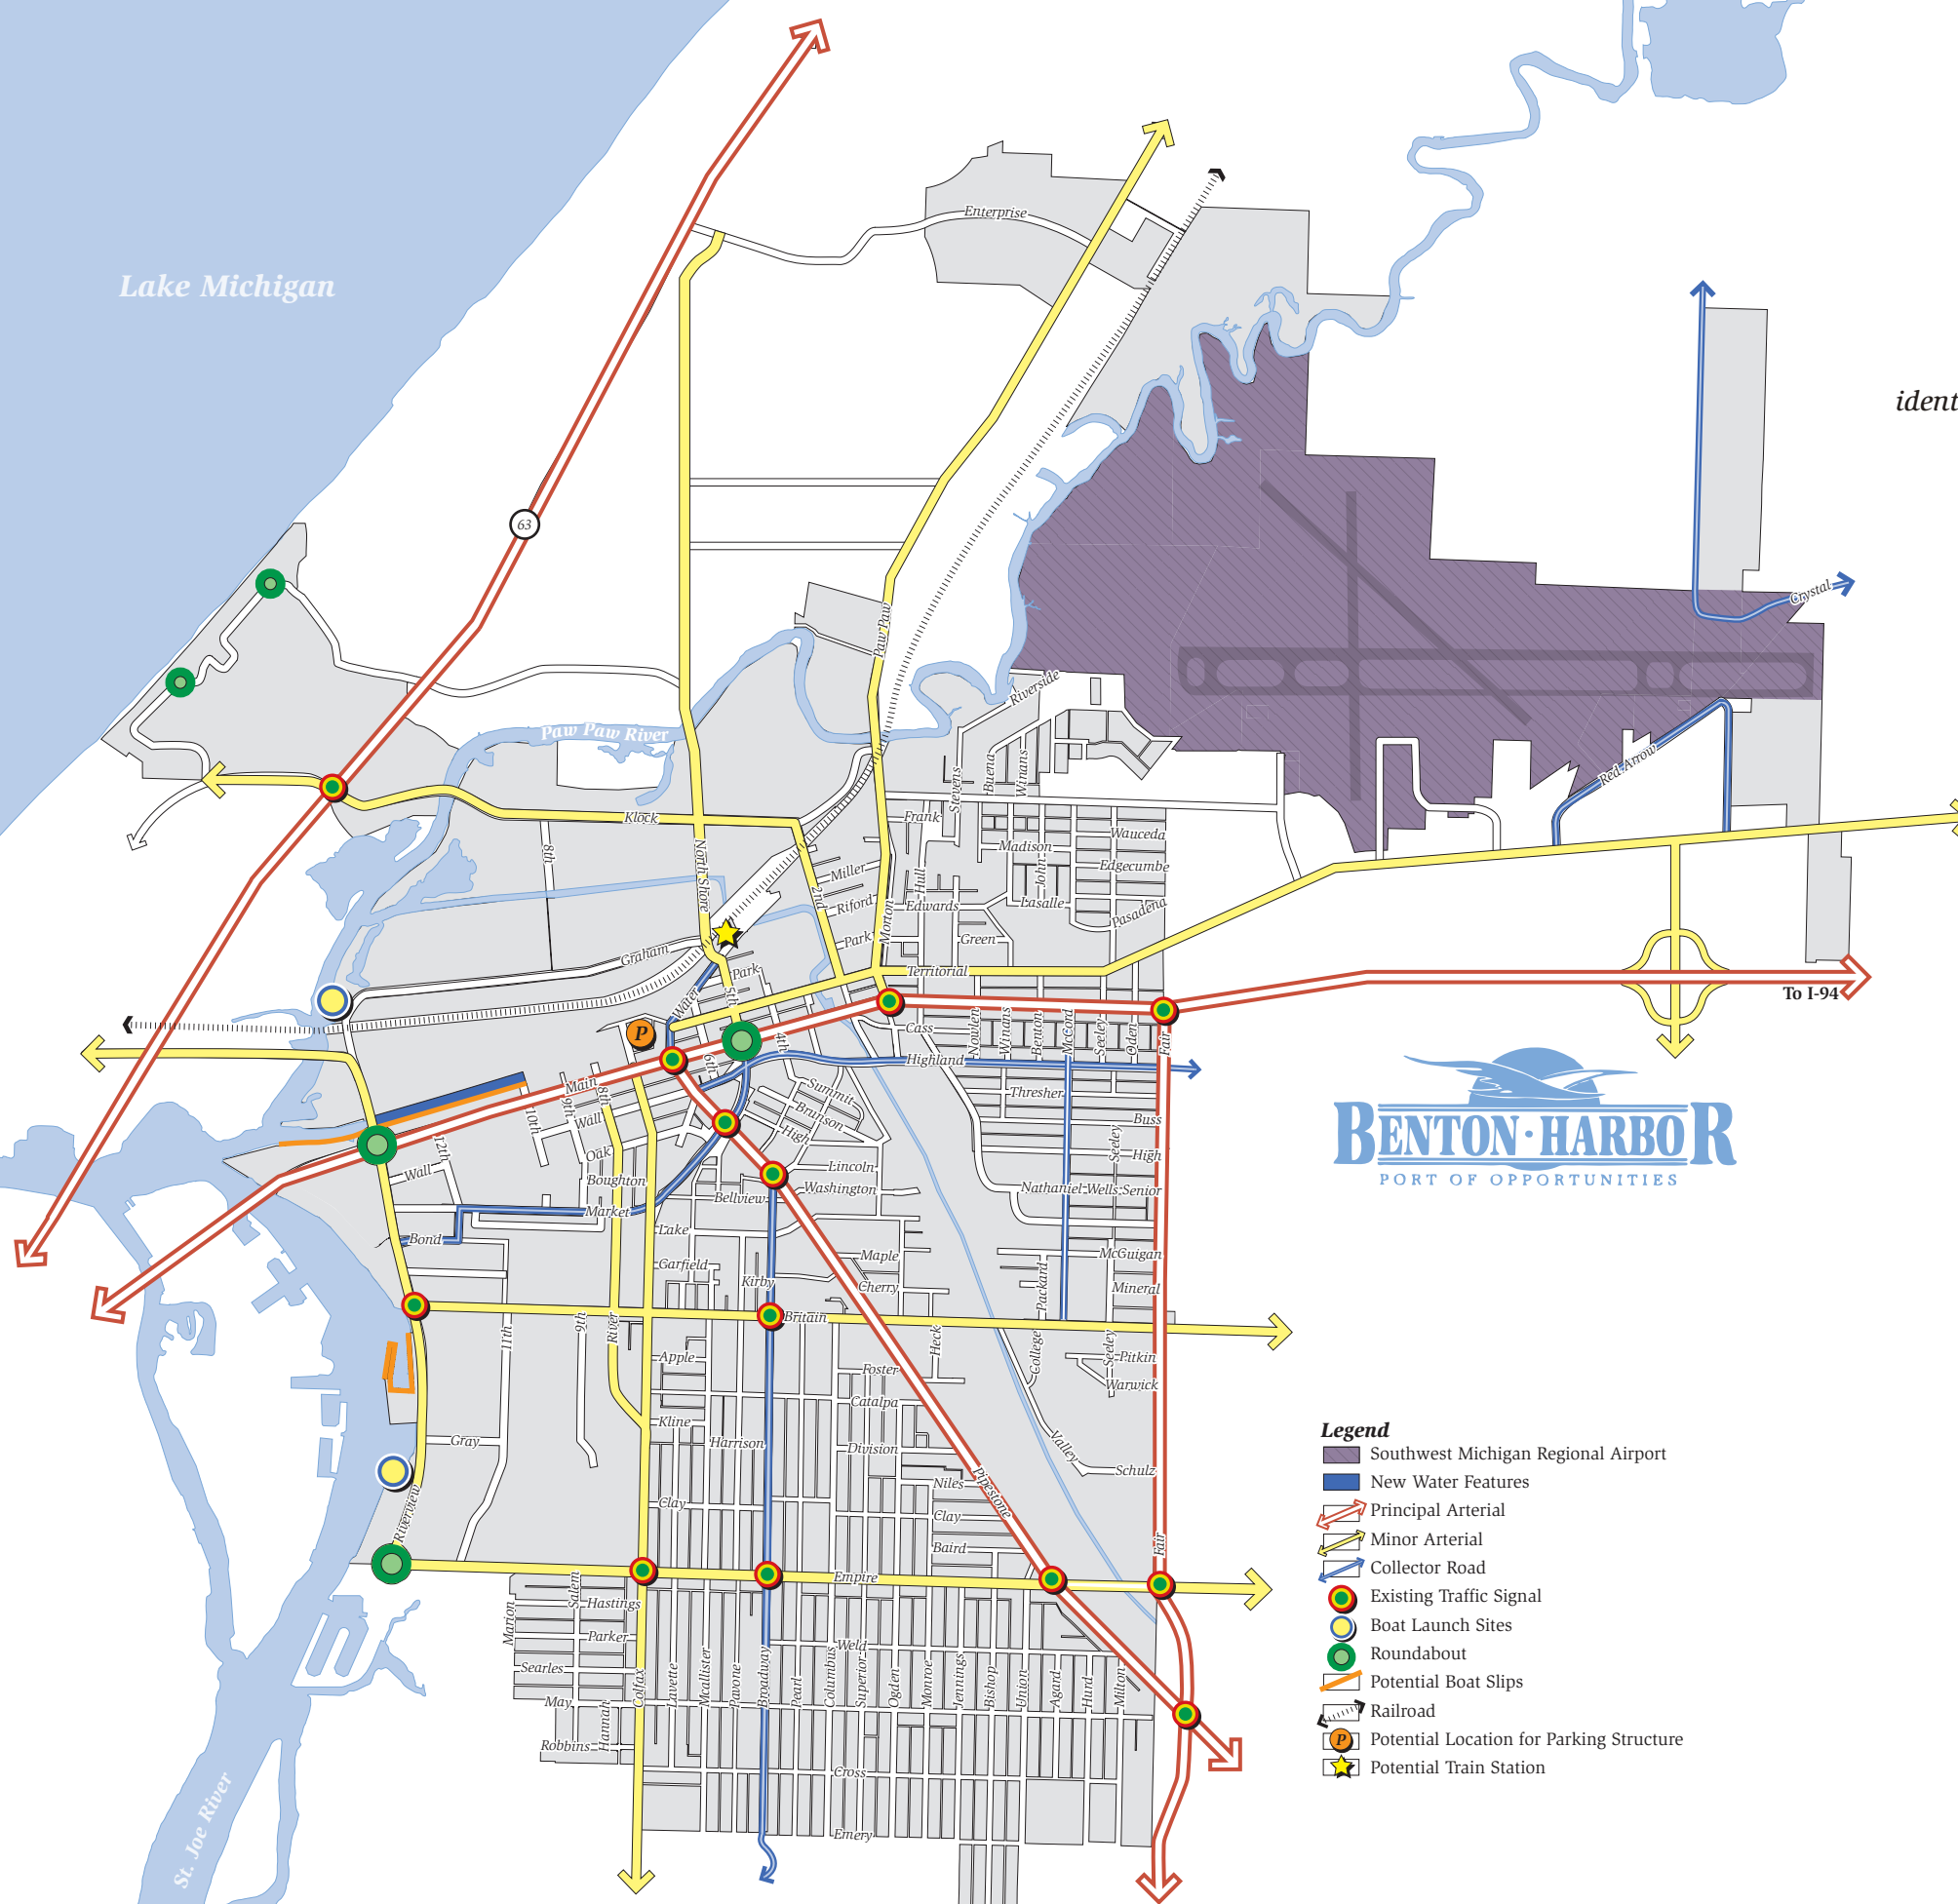 Enterprise
Lake Michigan
ident
63
Crystal
Paw Paw
Riverside
Paw Paw River
Red Arrow
Stevens
Buena
Winans
Klock
Frank
Wauceda
Madison
8th
North Shore
Miller
Hull
John
Edgecumbe
2nd
Riford
Edwards
Lasalle
Pasadena
Morton
Park
Green
Graham
Park
Territorial
To I-94
5th
Water
P
4th
Cass
Nowlen
Winans
Benton
McCord
Seeley
Oden
Fair
6th
Highland
Main
8th
9th
Summit
Thresher
10th
Wall
Brunson
Buss
High
BENTON·HARBOR
PORT OF OPPORTUNITIES
12th
Oak
Seeley
High
Wall
Lincoln
Boughton
Washington
Nathaniel Wells Senior
Bellview
Market
Lake
Bond
Maple
McGuigan
Garfield
Kirby
Cherry
Packard
Mineral
11th
9th
River
Britain
Heck
College
Seeley
Pitkin
Apple
Foster
Warwick
Catalpa
Kline
Harrison
Gray
Division
Valley
Schulz
Niles
Pipestone
Clay
Clay
Riverview
Baird
Fair
Empire
Salem
Hastings
Marion
Parker
Weld
Searles
Colfax
Lavette
Mcallister
Pavone
Broadway
Pearl
Columbus
Superior
Ogden
Monroe
Jennings
Bishop
Union
Agard
Hurd
Milton
May
Hannah
Robbins
Cross
Emery
St. Joe River
Legend
Southwest Michigan Regional Airport
New Water Features
Principal Arterial
Minor Arterial
Collector Road
Existing Traffic Signal
Boat Launch Sites
Roundabout
Potential Boat Slips
Railroad
P Potential Location for Parking Structure
Potential Train Station